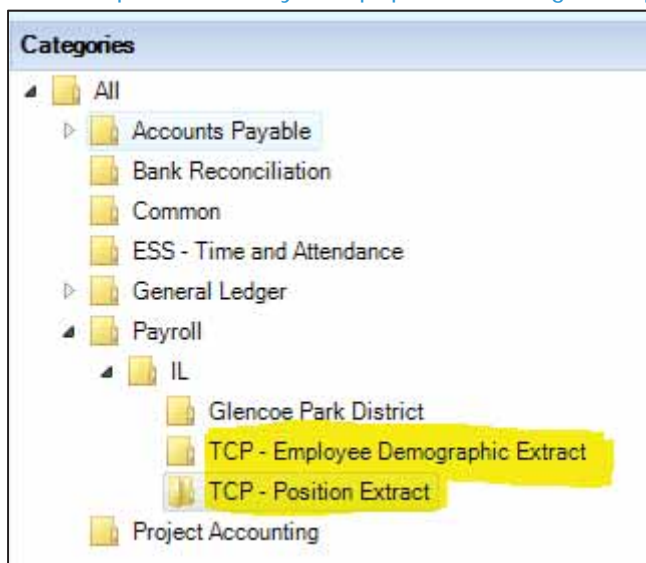 Categories
All
Accounts Payable
Bank Reconciliation
Common
ESS - Time and Attendance
General Ledger
Payroll
IL
Glencoe Park District
TCP - Employee Demographic Extract
TCP - Position Extract
Project Accounting